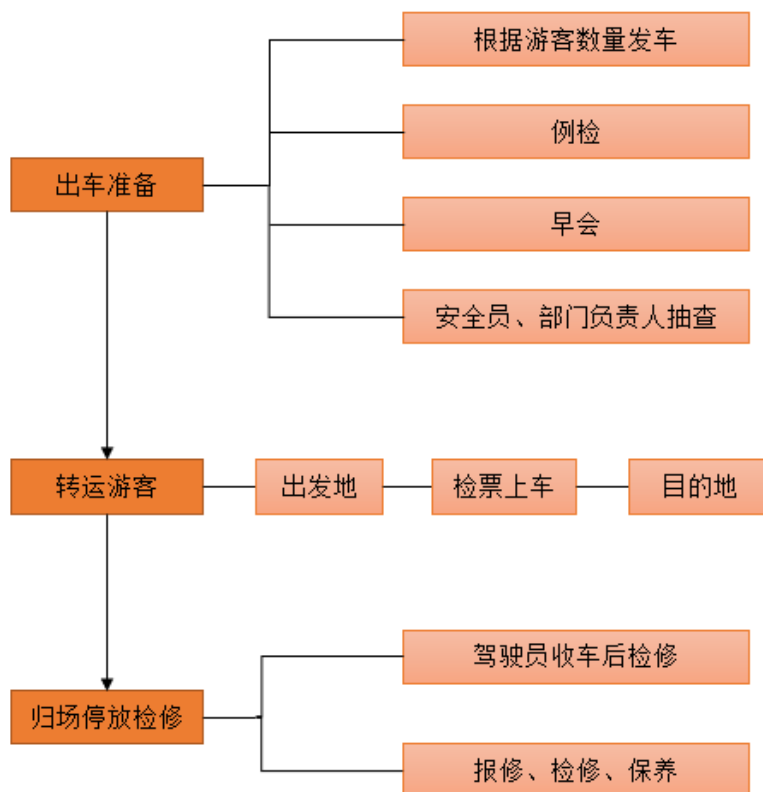 根据游客数量发车
例检
出车准备
早会
安全员、部门负责人抽查
转运游客
出发地
检票上车
目的地
驾驶员收车后检修
归场停放检修
报修、检修、保养